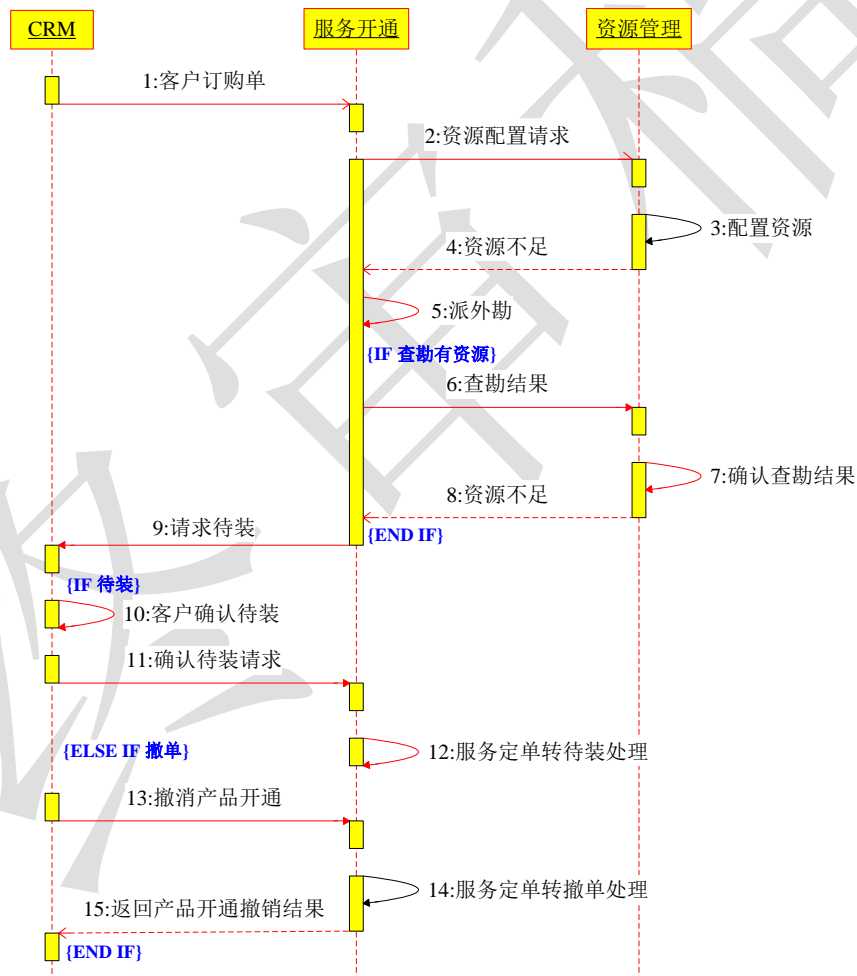 CRM
服务开通
资源管理
1:客户订购单
2:资源配置请求
3:配置资源
4:资源不足
5:派外勘
{IF 查勘有资源}
6:查勘结果
7:确认查勘结果
8:资源不足
9:请求待装
{END IF}
{IF 待装}
10:客户确认待装
11:确认待装请求
{ELSE IF 撤单}
12:服务定单转待装处理
13:撤消产品开通
14:服务定单转撤单处理
15:返回产品开通撤销结果
{END IF}